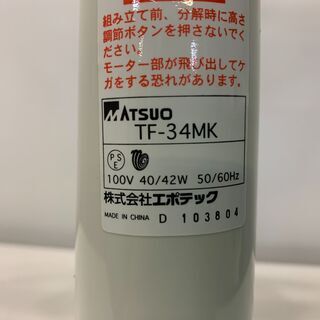 組み立て前、分解時に高さ
調節ボタンを押さないでく
ださい。
モーター部が飛び出してケ
ガをする恐れがあります。
MATSUO
TF-34MK
PSE
100V 40/42W 50/60Hz
株式会社エポテック
MADE IN CHINA D 103804